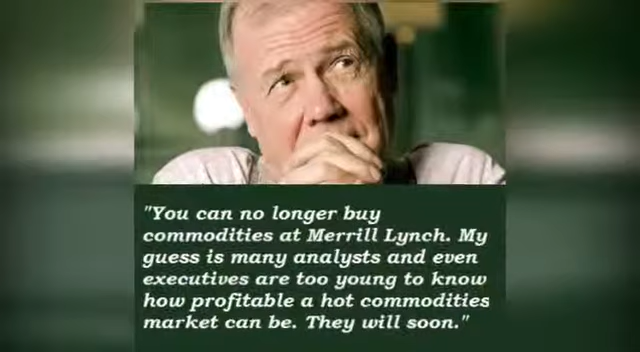 "You can no longer buy
commodities at Merrill Lynch. My
guess is many analysts and even
executives are too young to know
how profitable a hot commodities
market can be. They will soon."